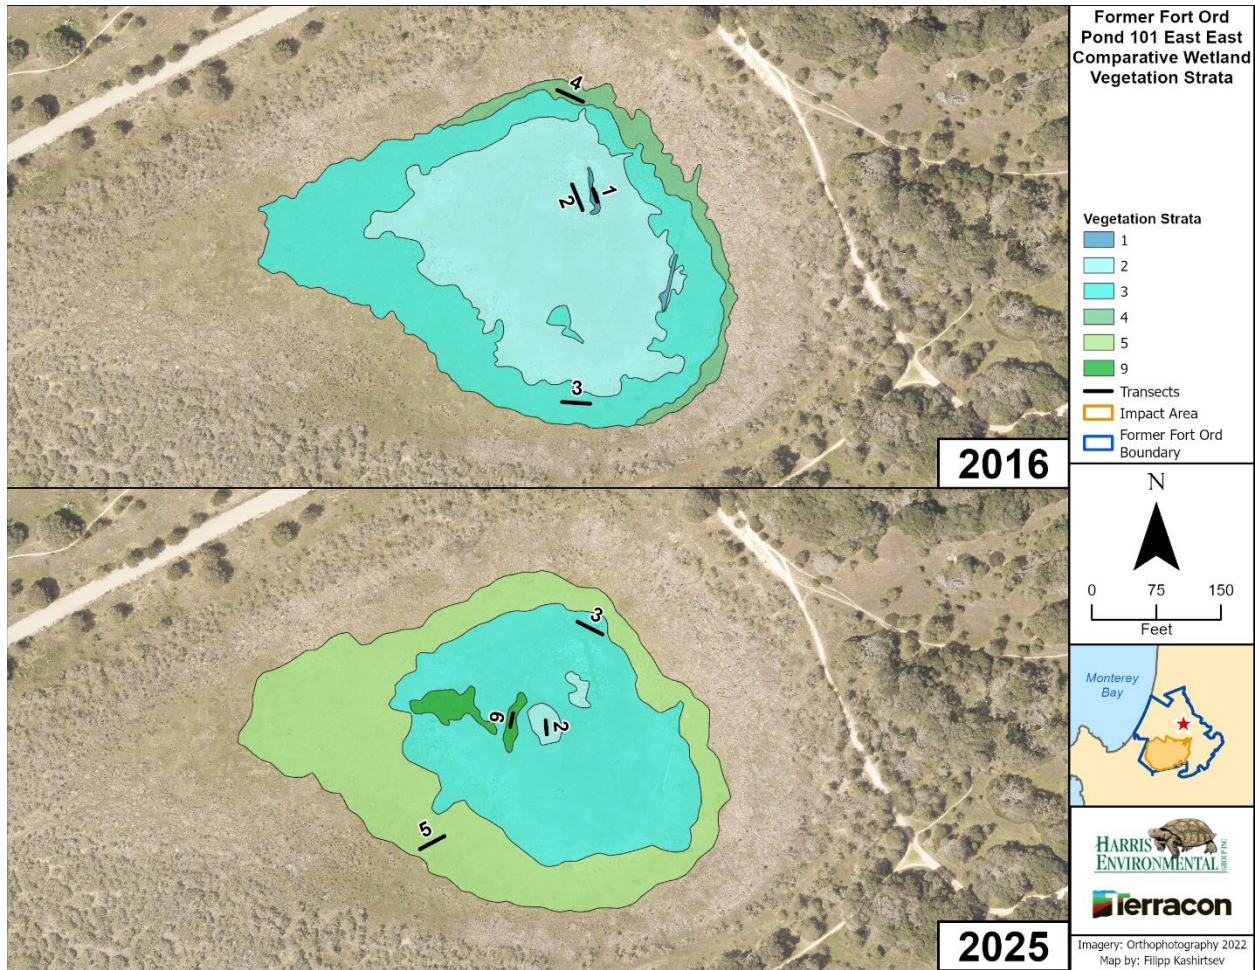 Former Fort Ord
Pond 101 East East
Comparative Wetland
Vegetation Strata
4
1
2
3
2016
Vegetation Strata
1
2
3
4
5
9
Transects
Impact Area
Former Fort Ord
Boundary
N
0 75 150
Feet
3
9
2
5
2025
Monterey
Bay
HARRIS
ENVIRONMENTAL
GROUP INC
Terracon
Imagery: Orthophotography 2022
Map by: Filipp Kashirtsev